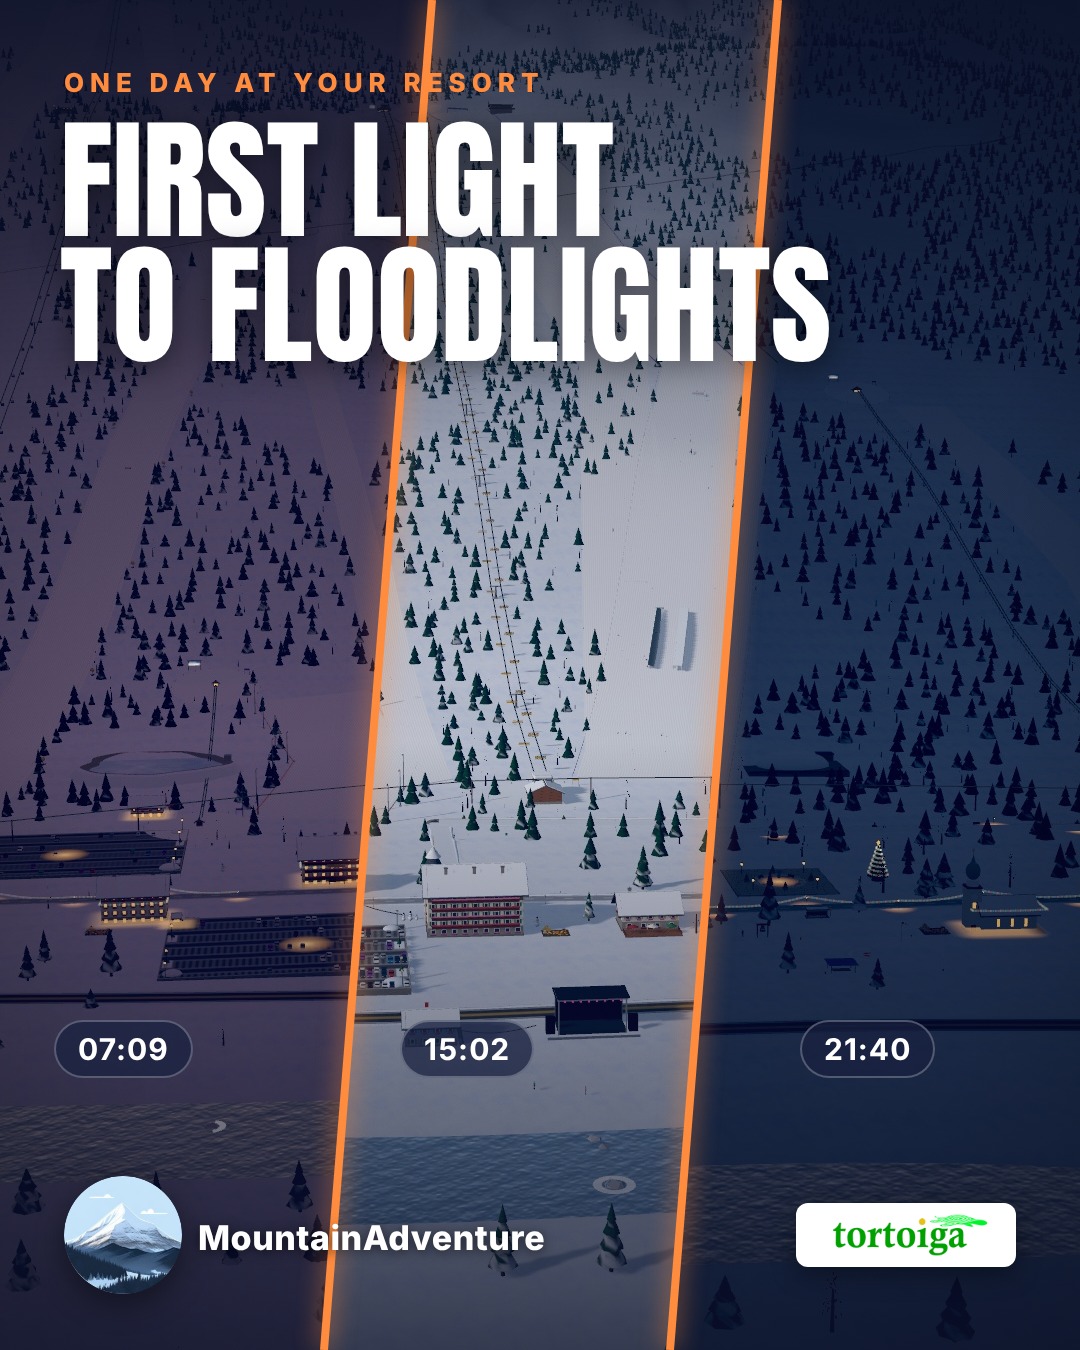 ONE DAY AT YOUR RESORT
FIRST LIGHT
TO FLOODLIGHTS
07:09
15:02
21:40
MountainAdventure
tortoiga